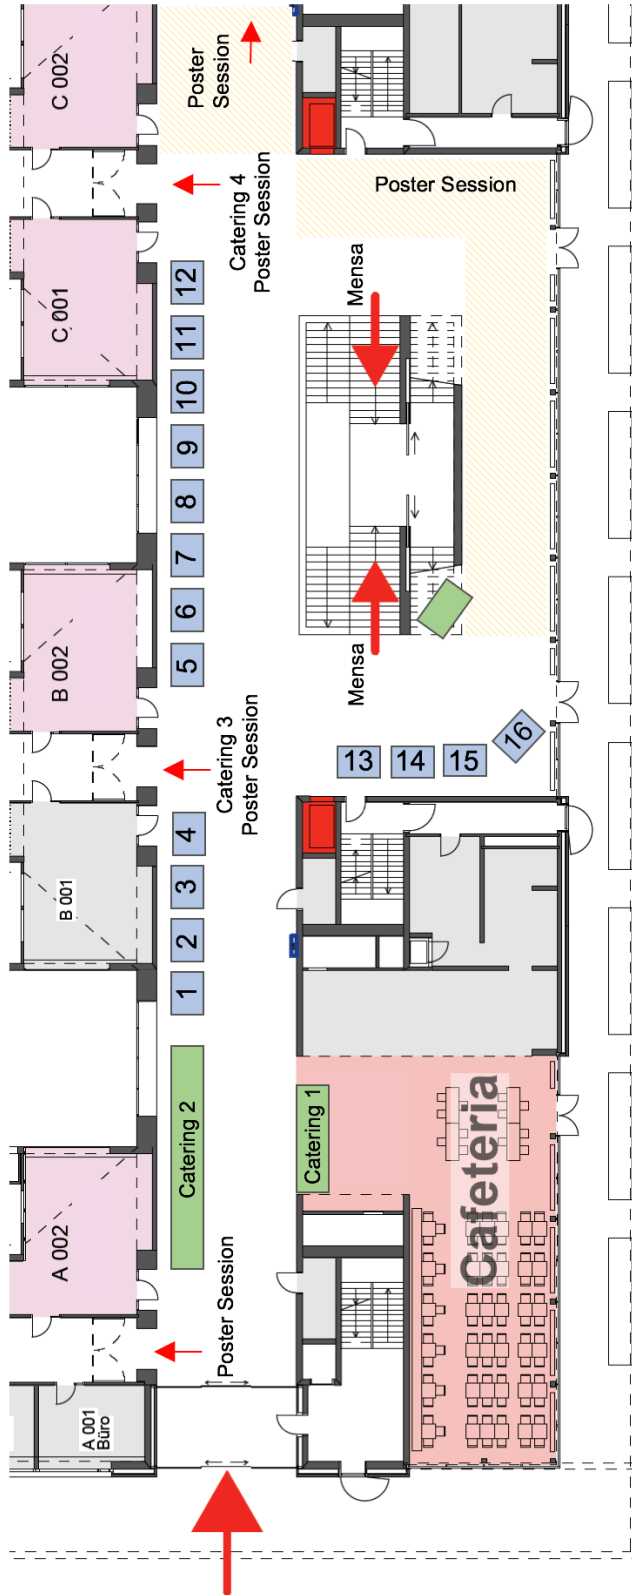 C 002
Poster
Session
Poster Session
Catering 4
Poster Session
C 001
12
11
10
9
8
7
6
5
Mensa
Mensa
B 002
Catering 3
Poster Session
13
14
15
16
B 001
4
3
2
1
Catering 2
Catering 1
Cafeteria
A 002
Poster Session
A 001
Büro